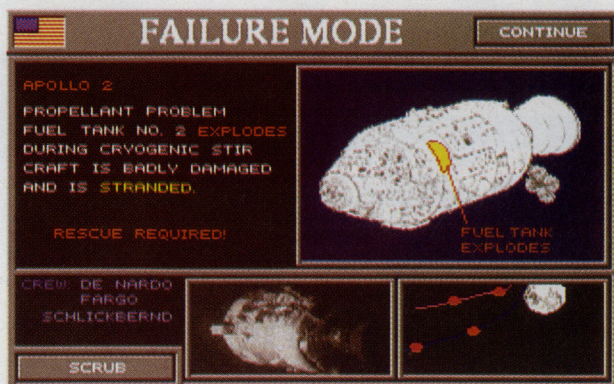 FAILURE MODE
CONTINUE
APOLLO 2
PROPELLANT PROBLEM
FUEL TANK NO. 2 EXPLODES
DURING CRYOGENIC STIR
CRAFT IS BADLY DAMAGED
AND IS STRANDED.
RESCUE REQUIRED!
FUEL TANK
EXPLODES
CREW: DE NARDO
FARGO
SCHLICKBERND
SCRUB